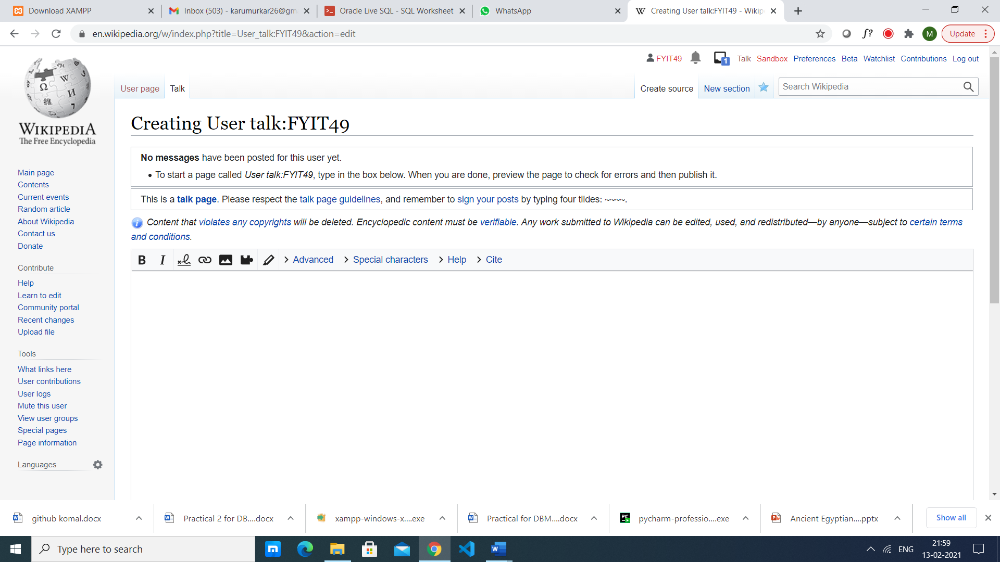 Download XAMPP
Inbox (503) - karumurkar26@gm
Oracle Live SQL - SQL Worksheet
WhatsApp
Creating User talk:FYIT49 - Wikip
en.wikipedia.org/w/index.php?title=User_talk:FYIT49&action=edit
f?
M
Update
FYIT49
1
Talk Sandbox Preferences Beta Watchlist Contributions Log out
User page Talk
Create source New section
Search Wikipedia
WIKIPEDIA
The Free Encyclopedia
Creating User talk:FYIT49
No messages have been posted for this user yet.
• To start a page called User talk:FYIT49, type in the box below. When you are done, preview the page to check for errors and then publish it.
This is a talk page. Please respect the talk page guidelines, and remember to sign your posts by typing four tildes: ~~~~.
Content that violates any copyrights will be deleted. Encyclopedic content must be verifiable. Any work submitted to Wikipedia can be edited, used, and redistributed—by anyone—subject to certain terms
and conditions.
B I Advanced Special characters Help Cite
Main page
Contents
Current events
Random article
About Wikipedia
Contact us
Donate
Contribute
Help
Learn to edit
Community portal
Recent changes
Upload file
Tools
What links here
User contributions
User logs
Mute this user
View user groups
Special pages
Page information
Languages
github komal.docx
Practical 2 for DB....docx
xampp-windows-x....exe
Practical for DBM....docx
pycharm-professio....exe
Ancient Egyptian....pptx
Show all
Type here to search
ENG
21:59
13-02-2021